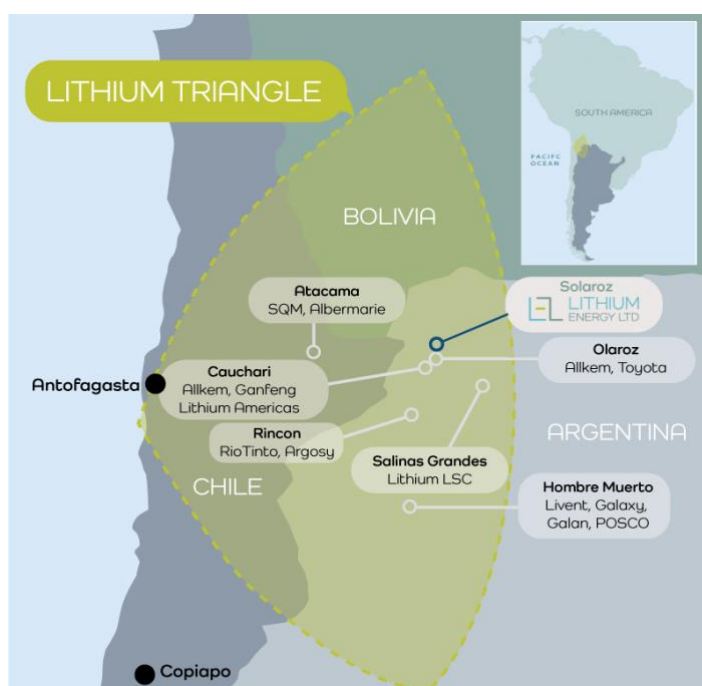 LITHIUM TRIANGLE
SOUTH AMERICA
PACIFC
OCEAN
BOLIVIA
Atacama
SQM, Albermarie
Solaroz
LEL LITHIUM
ENERGY LTD
Olaroz
Allkem, Toyota
Antofagasta
Cauchari
Allkem, Ganfeng
Lithium Americas
Rincon
RioTinto, Argosy
ARGENTINA
Salinas Grandes
Lithium LSC
CHILE
Hombre Muerto
Livent, Galaxy,
Galan, POSCO
Copiapo